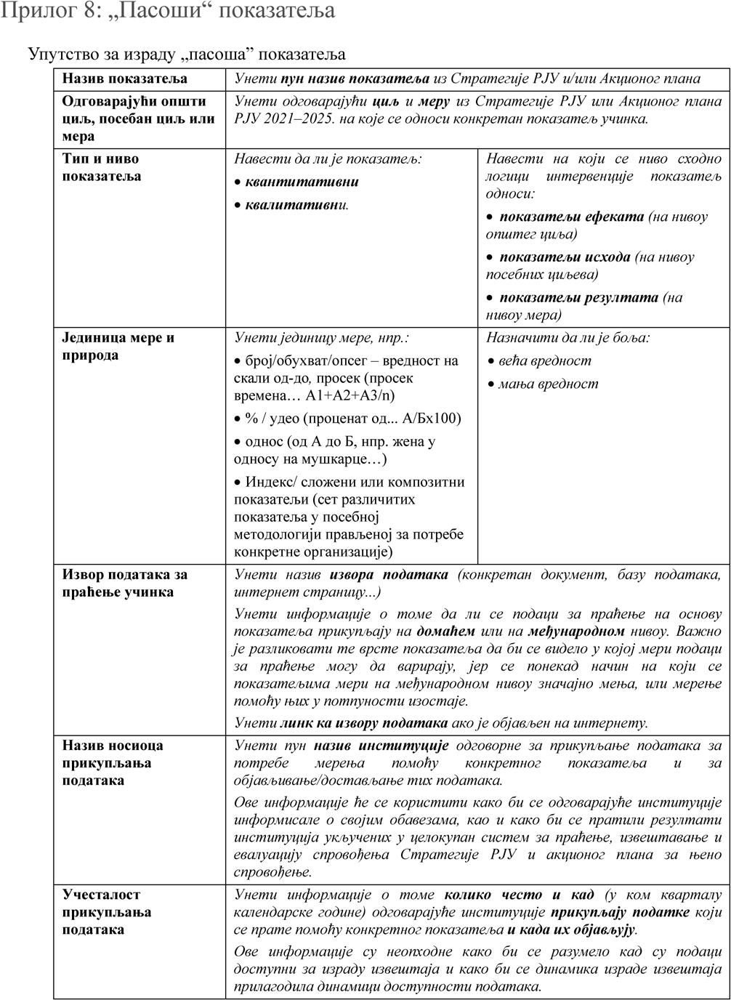 Прилог 8: „Пасоши“ показатеља
Упутство за израду „пасоша” показатеља
Назив показатеља
Унети пун назив показатеља из Стратегије РЈУ и/или Акционог плана
Одговарајући општи
циљ, посебан циљ или
мера
Унети одговарајући циљ и меру из Стратегије РЈУ или Акционог плана
РЈУ 2021–2025. на које се односи конкретан показатељ учинка.
Тип и ниво
показатеља
Навести да ли је показатељ:
• квантитативни
• квалитативни.
Навести на који се ниво сходно
логици интервенције показатељ
односи:
• показатељи ефеката (на нивоу
општег циља)
• показатељи исхода (на нивоу
посебних циљева)
• показатељи резултата (на
нивоу мера)
Јединица мере и
природа
Унети јединицу мере, нпр.:
• број/обухват/опсег – вредност на
скали од-до, просек (просек
времена… А1+А2+А3/n)
• % / удео (проценат од... А/Бх100)
• однос (од А до Б, нпр. жена у
односу на мушкарце…)
• Индекс/ сложени или композитни
показатељи (сет различитих
показатеља у посебној
методологији прављеној за потребе
конкретне организације)
Назначити да ли је боља:
• већа вредност
• мања вредност
Извор података за
праћење учинка
Унети назив извора података (конкретан документ, базу података,
интернет страницу...)
Унети информације о томе да ли се подаци за праћење на основу
показатеља прикупљају на домаћем или на међународном нивоу. Важно
је разликовати те врсте показатеља да би се видело у којој мери подаци
за праћење могу да варирају, јер се понекад начин на који се
показатељима мери на међународном нивоу значајно мења, или мерење
помоћу њих у потпуности изостаје.
Унети линк ка извору података ако је објављен на интернету.
Назив носиоца
прикупљања
података
Унети пун назив институције одговорне за прикупљање података за
потребе мерења помоћу конкретног показатеља и за
објављивање/достављање тих података.
Ове информације ће се користити како би се одговарајуће институције
информисале о својим обавезама, као и како би се пратили резултати
институција укључених у целокупан систем за праћење, извештавање и
евалуацију спровођења Стратегије РЈУ и акционог плана за њено
спровођење.
Учесталост
прикупљања
података
Унети информације о томе колико често и кад (у ком кварталу
календарске године) одговарајуће институције прикупљају податке који
се прате помоћу конкретног показатеља и када их објављују.
Ове информације су неопходне како би се разумело кад су подаци
доступни за израду извештаја и како би се динамика израде извештаја
прилагодила динамици доступности података.